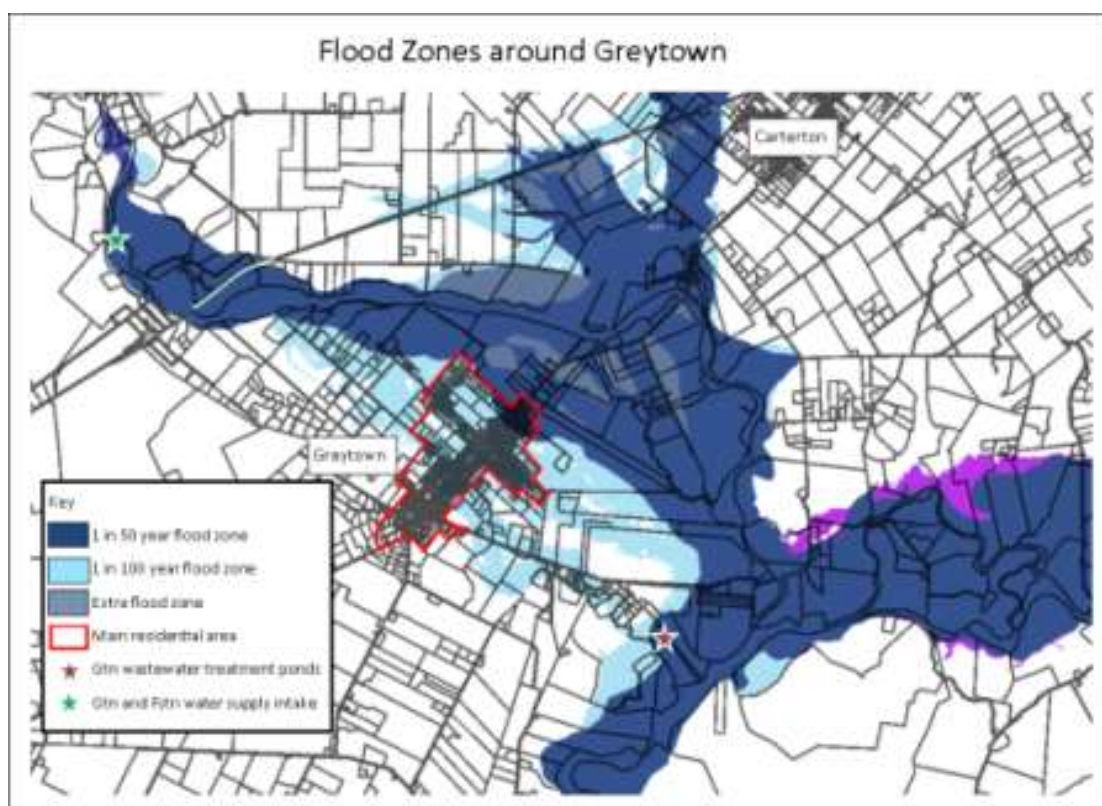 Flood Zones around Greytown
Carterton
Greytown
Key
1 in 50 year flood zone
1 in 100 year flood zone
Extra flood zone
Main residential area
Gtn wastewater treatment ponds
Gtn and Fstn water supply intake